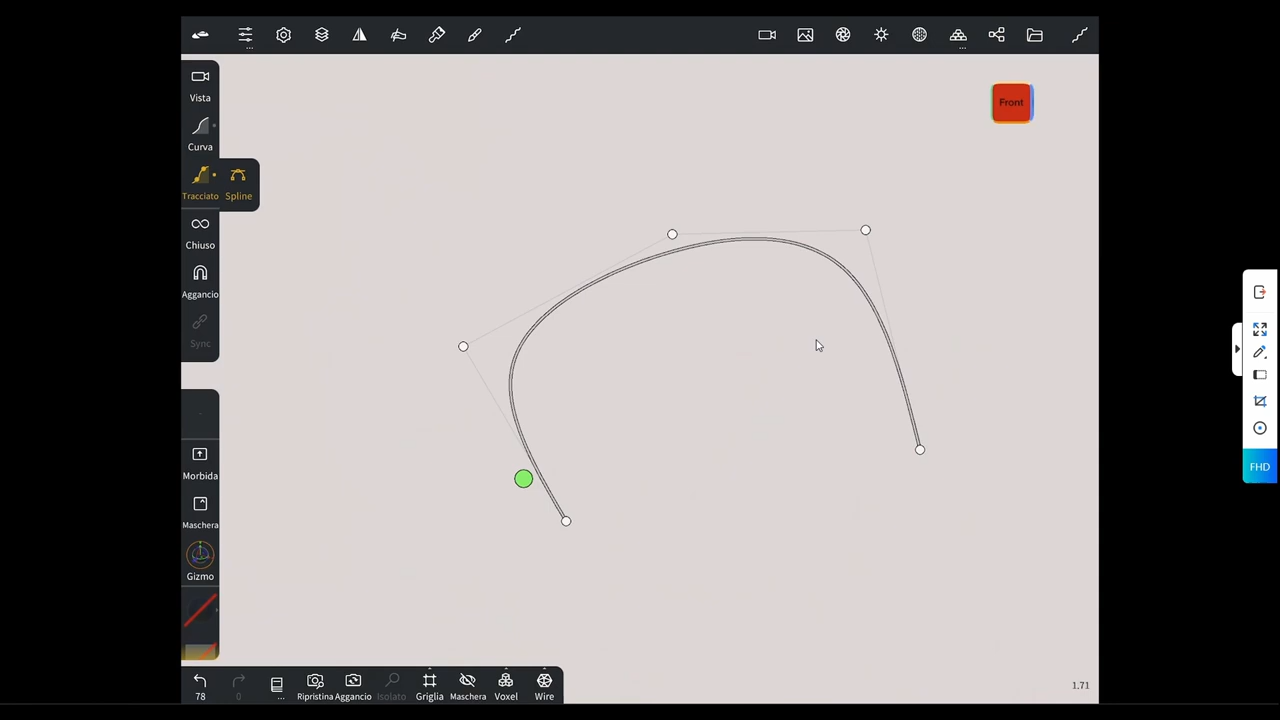 Front
Vista
Curva
Tracciato Spline
Chiuso
Aggancio
Sync
Morbida
Maschera
Gizmo
78 0 ... Ripristina Aggancio Isolato Griglia Maschera Voxel Wire
1.71
FHD